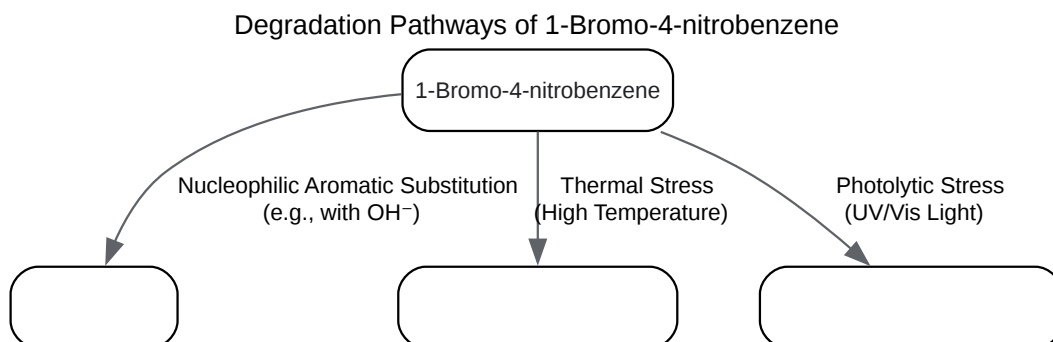 Degradation Pathways of 1-Bromo-4-nitrobenzene
1-Bromo-4-nitrobenzene
Nucleophilic Aromatic Substitution
(e.g., with OH⁻)
Thermal Stress
(High Temperature)
Photolytic Stress
(UV/Vis Light)